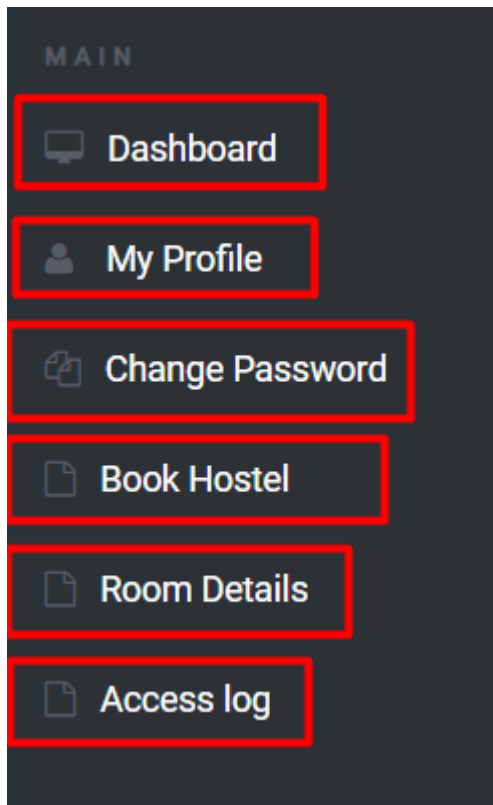 MAIN
Dashboard
My Profile
Change Password
Book Hostel
Room Details
Access log